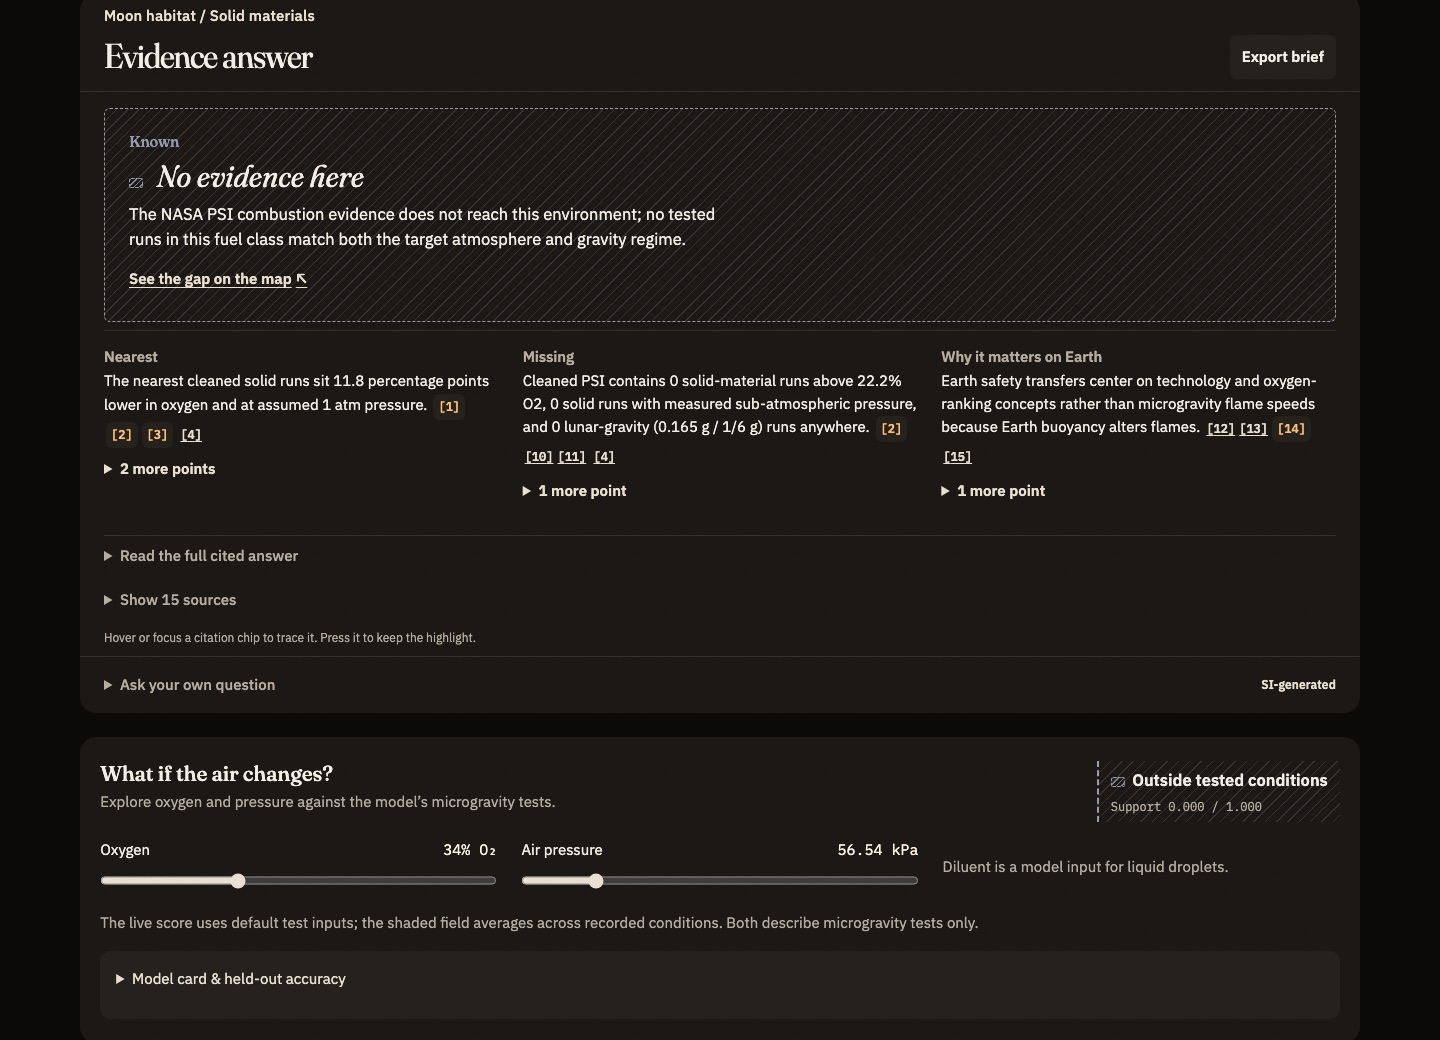 Moon habitat / Solid materials
Evidence answer
Export brief
Known
No evidence here
The NASA PSI combustion evidence does not reach this environment; no tested
runs in this fuel class match both the target atmosphere and gravity regime.
See the gap on the map ↖
Nearest
The nearest cleaned solid runs sit 11.8 percentage points
lower in oxygen and at assumed 1 atm pressure. [1]
[2] [3] [4]
▶ 2 more points
Missing
Cleaned PSI contains 0 solid-material runs above 22.2%
O2, 0 solid runs with measured sub-atmospheric pressure,
and 0 lunar-gravity (0.165 g / 1/6 g) runs anywhere. [2]
[10] [11] [4]
▶ 1 more point
Why it matters on Earth
Earth safety transfers center on technology and oxygen-
ranking concepts rather than microgravity flame speeds
because Earth buoyancy alters flames. [12] [13] [14]
[15]
▶ 1 more point
▶ Read the full cited answer
▶ Show 15 sources
Hover or focus a citation chip to trace it. Press it to keep the highlight.
▶ Ask your own question
SI-generated
What if the air changes?
Explore oxygen and pressure against the model’s microgravity tests.
Outside tested conditions
Support 0.000 / 1.000
Oxygen 34% O₂
Air pressure 56.54 kPa
Diluent is a model input for liquid droplets.
The live score uses default test inputs; the shaded field averages across recorded conditions. Both describe microgravity tests only.
▶ Model card & held-out accuracy